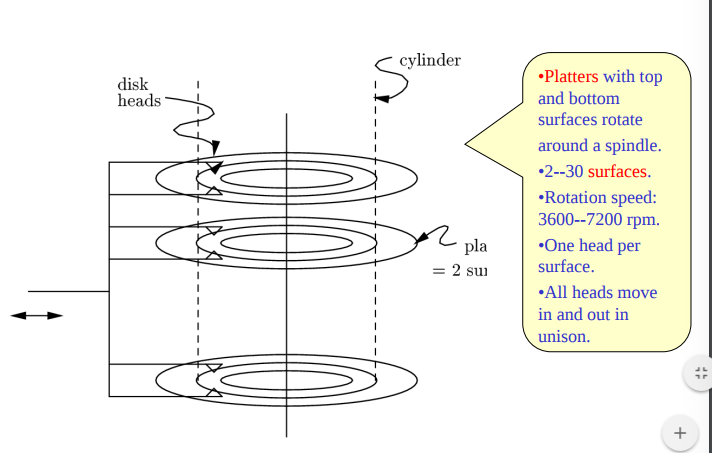 cylinder
disk
heads
pla
= 2 sur
•Platters with top
and bottom
surfaces rotate
around a spindle.
•2--30 surfaces.
•Rotation speed:
3600--7200 rpm.
•One head per
surface.
•All heads move
in and out in
unison.